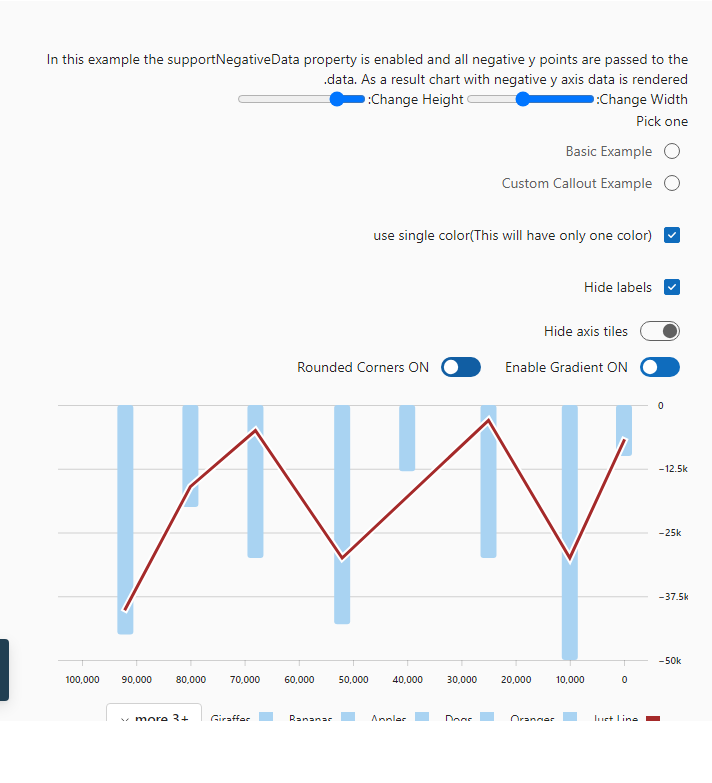 In this example the supportNegativeData property is enabled and all negative y points are passed to the
.data. As a result chart with negative y axis data is rendered
:Change Height :Change Width
Pick one
Basic Example
Custom Callout Example
use single color(This will have only one color)
Hide labels
Hide axis tiles
Rounded Corners ON Enable Gradient ON
0
−12.5k
−25k
−37.5k
−50k
100,000 90,000 80,000 70,000 60,000 50,000 40,000 30,000 20,000 10,000 0
more 3+ Giraffes Bananas Apples Dogs Oranges Just Line